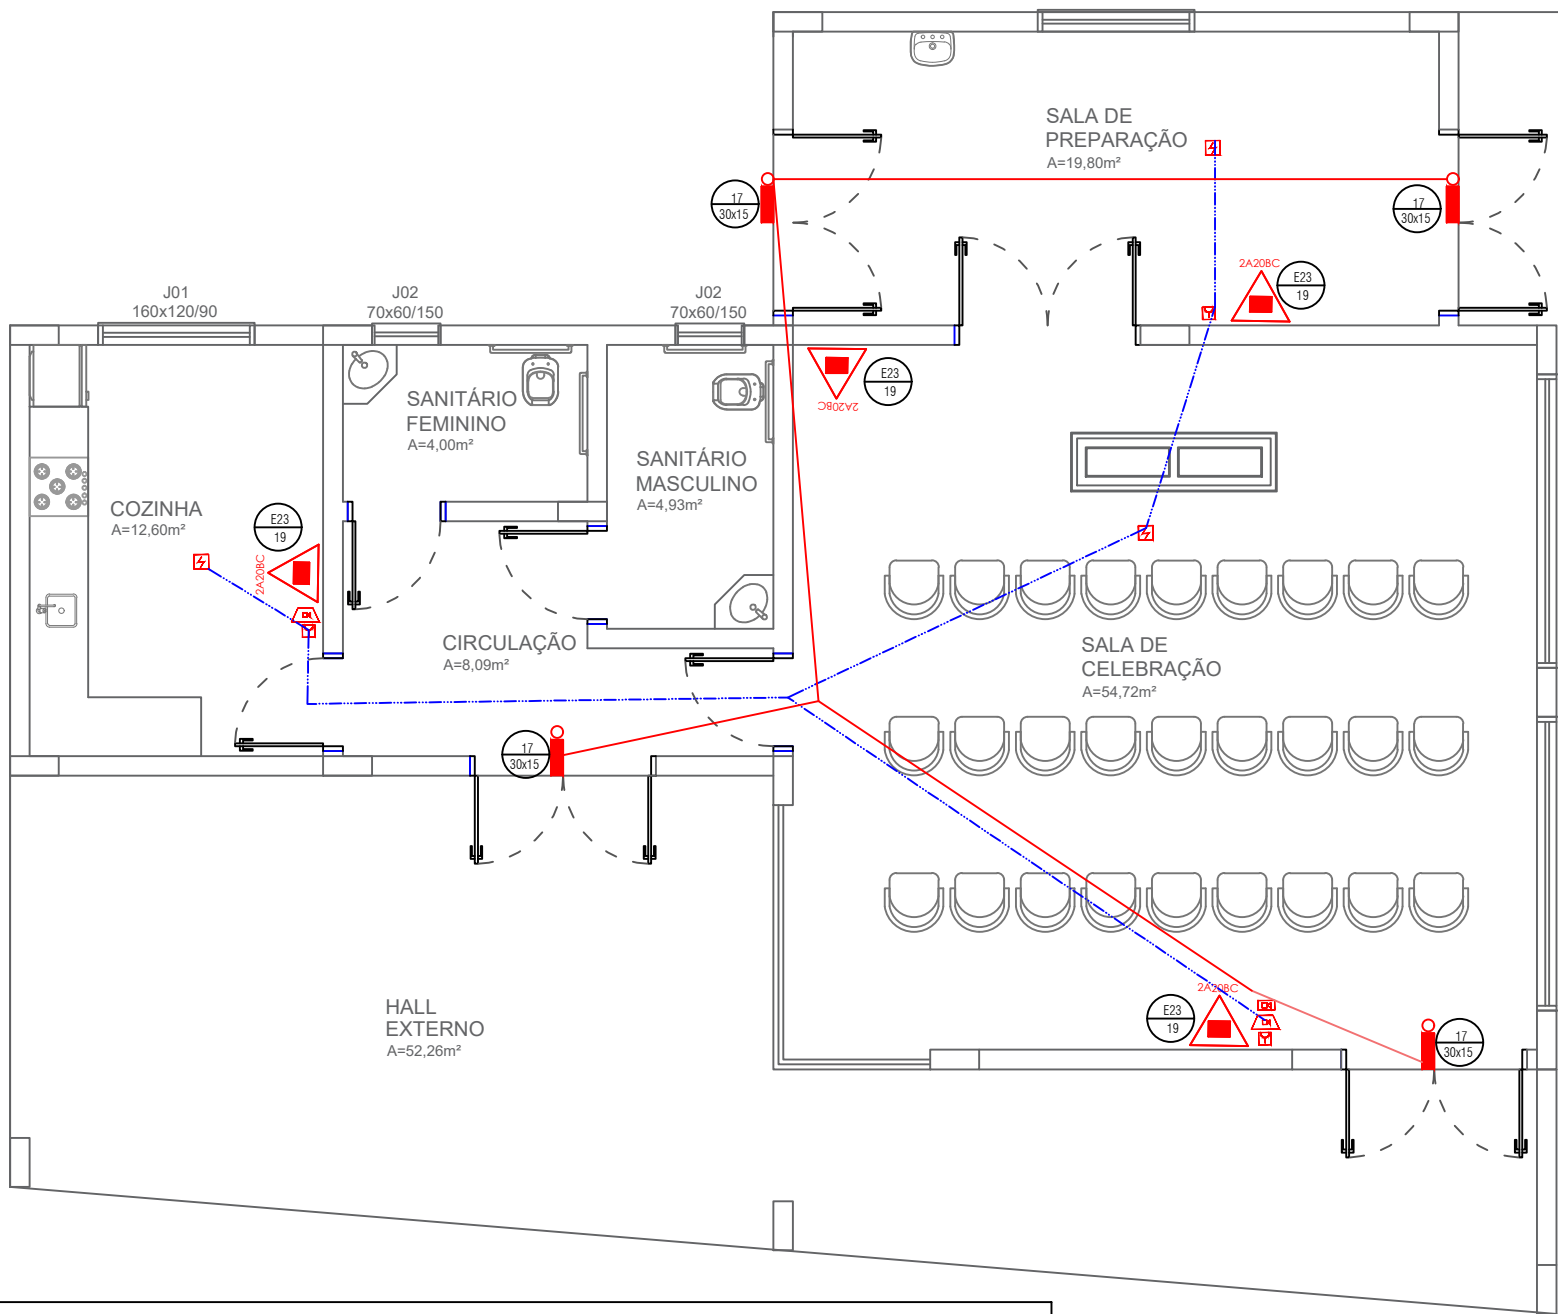 SALA DE
PREPARAÇÃO
A=19,80m²
17
30x15
17
30x15
2A20BC
E23
19
J01
160x120/90
J02
70x60/150
J02
70x60/150
E23
19
2A20BC
SANITÁRIO
FEMININO
A=4,00m²
SANITÁRIO
MASCULINO
A=4,93m²
COZINHA
A=12,60m²
E23
19
2A20BC
CIRCULAÇÃO
A=8,09m²
SALA DE
CELEBRAÇÃO
A=54,72m²
17
30x15
HALL
EXTERNO
A=52,26m²
2A20BC
E23
19
17
30x15